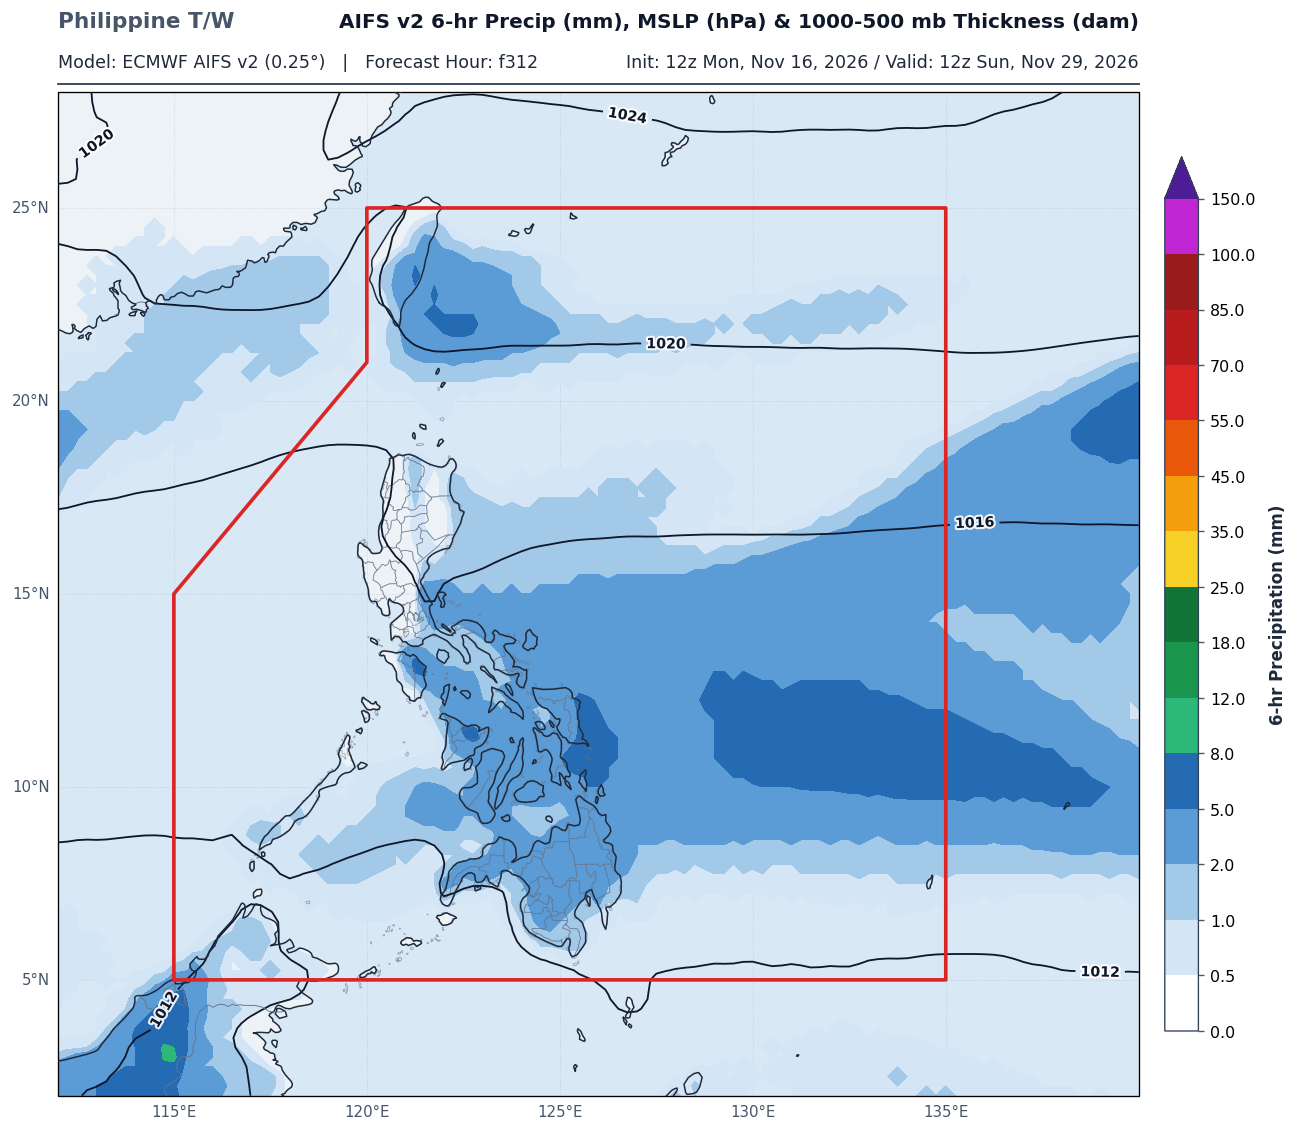 Philippine T/W
AIFS v2 6-hr Precip (mm), MSLP (hPa) & 1000-500 mb Thickness (dam)
Model: ECMWF AIFS v2 (0.25°)   |   Forecast Hour: f312
Init: 12z Mon, Nov 16, 2026 / Valid: 12z Sun, Nov 29, 2026
1024
1020
1020
1016
1012
1012
25°N
20°N
15°N
10°N
5°N
115°E
120°E
125°E
130°E
135°E
150.0
100.0
85.0
70.0
55.0
45.0
35.0
25.0
18.0
12.0
8.0
5.0
2.0
1.0
0.5
0.0
6-hr Precipitation (mm)